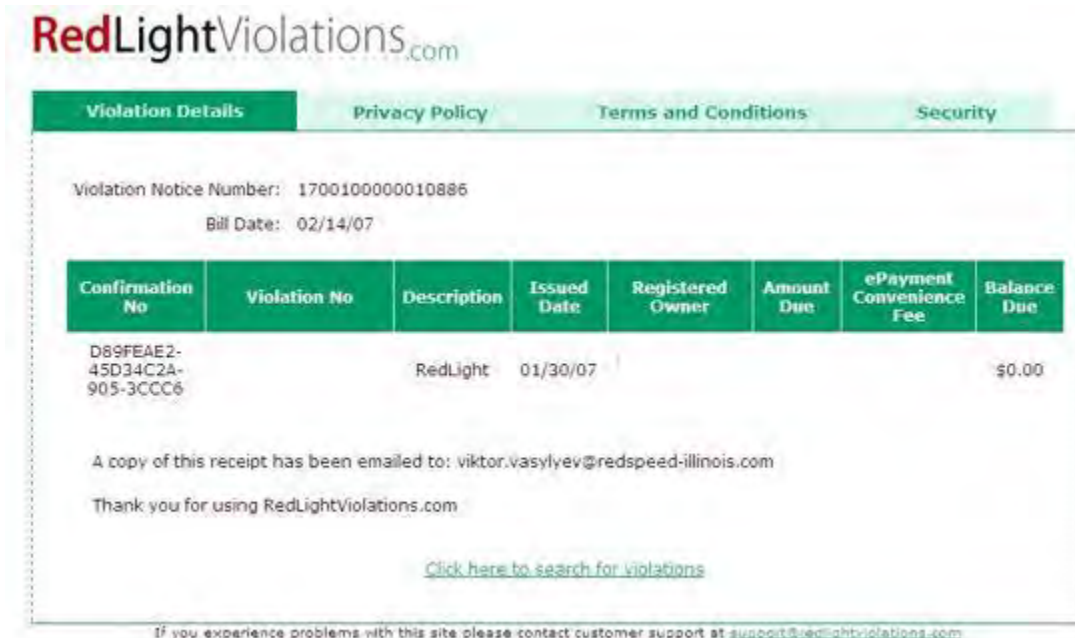 RedLightViolations.com
Violation Details Privacy Policy Terms and Conditions Security
Violation Notice Number: 1700100000010886
Bill Date: 02/14/07
Confirmation No Violation No Description Issued Date Registered Owner Amount Due ePayment Convenience Fee Balance Due
D89FEAE2-
45D34C2A-
905-3CCC6
RedLight 01/30/07 $0.00
A copy of this receipt has been emailed to: viktor.vasylyev@redspeed-illinois.com
Thank you for using RedLightViolations.com
Click here to search for violations
If you experience problems with this site please contact customer support at support@redlightviolations.com